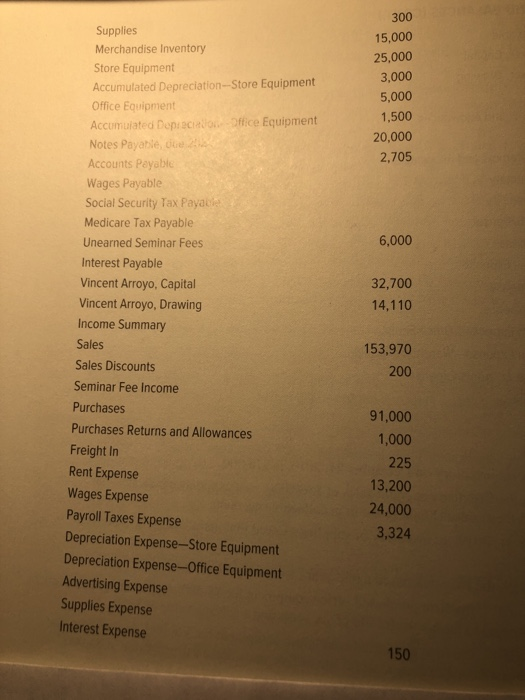 Supplies 300
Merchandise Inventory 15,000
Store Equipment 25,000
Accumulated Depreciation—Store Equipment 3,000
Office Equipment 5,000
Accumulated Depreciation—Office Equipment 1,500
Notes Payable, due 20,000
Accounts Payable 2,705
Wages Payable
Social Security Tax Payable
Medicare Tax Payable
Unearned Seminar Fees 6,000
Interest Payable
Vincent Arroyo, Capital 32,700
Vincent Arroyo, Drawing 14,110
Income Summary
Sales 153,970
Sales Discounts 200
Seminar Fee Income
Purchases 91,000
Purchases Returns and Allowances 1,000
Freight In 225
Rent Expense 13,200
Wages Expense 24,000
Payroll Taxes Expense 3,324
Depreciation Expense—Store Equipment
Depreciation Expense—Office Equipment
Advertising Expense
Supplies Expense
Interest Expense 150